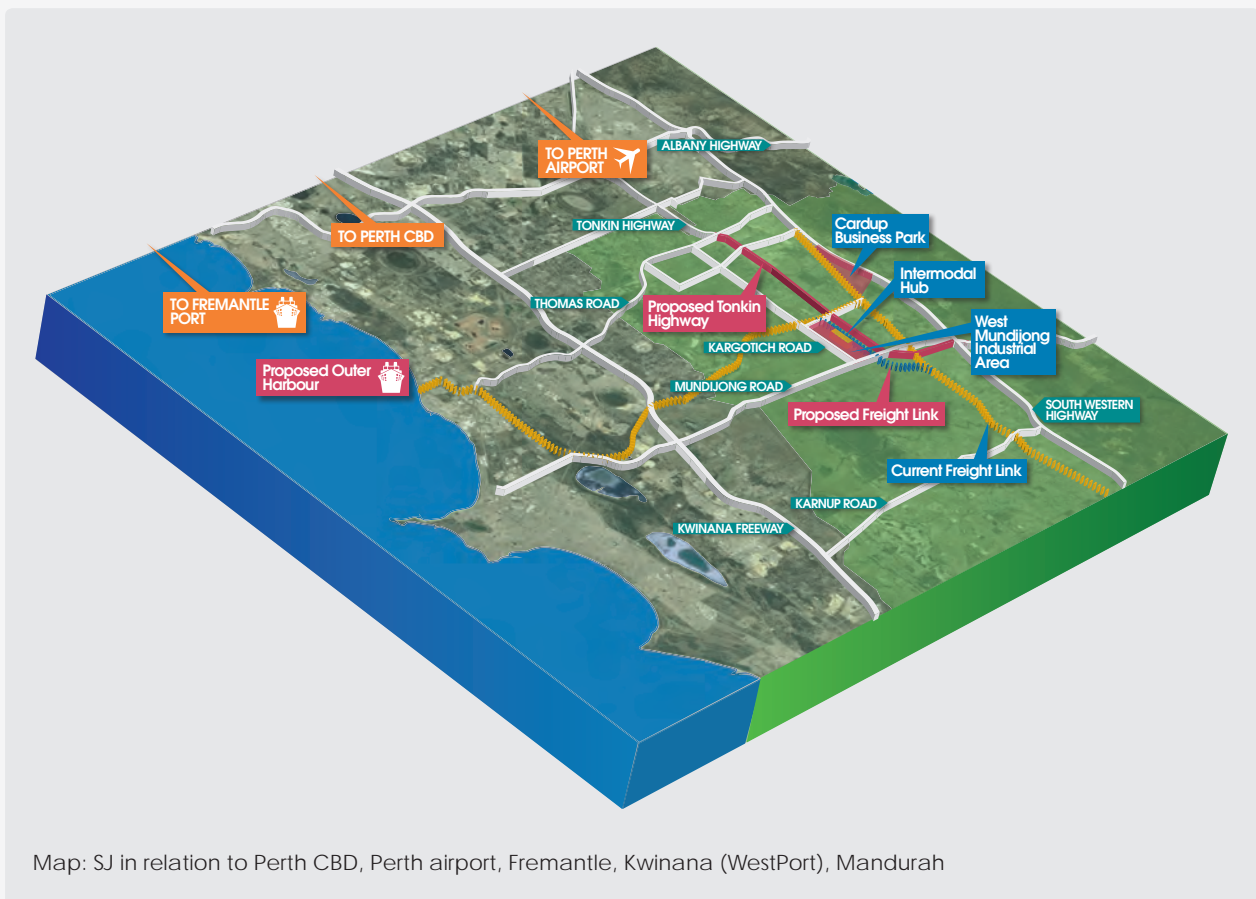 ALBANY HIGHWAY
TO PERTH
AIRPORT
TONKIN HIGHWAY
TO PERTH CBD
Cardup
Business Park
Intermodal
Hub
TO FREMANTLE
PORT
THOMAS ROAD
Proposed Tonkin
Highway
West
Mundijong
Industrial
Area
KARGOTICH ROAD
Proposed Outer
Harbour
MUNDIJONG ROAD
Proposed Freight Link
SOUTH WESTERN
HIGHWAY
Current Freight Link
KARNUP ROAD
KWINANA FREEWAY
Map: SJ in relation to Perth CBD, Perth airport, Fremantle, Kwinana (WestPort), Mandurah